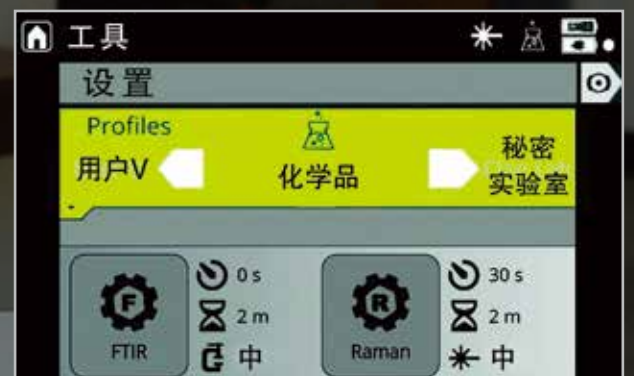 工具
设置
Profiles
用户V
化学品
秘密
实验室
F
0 s
2 m
FTIR
中
R
30 s
2 m
Raman
中